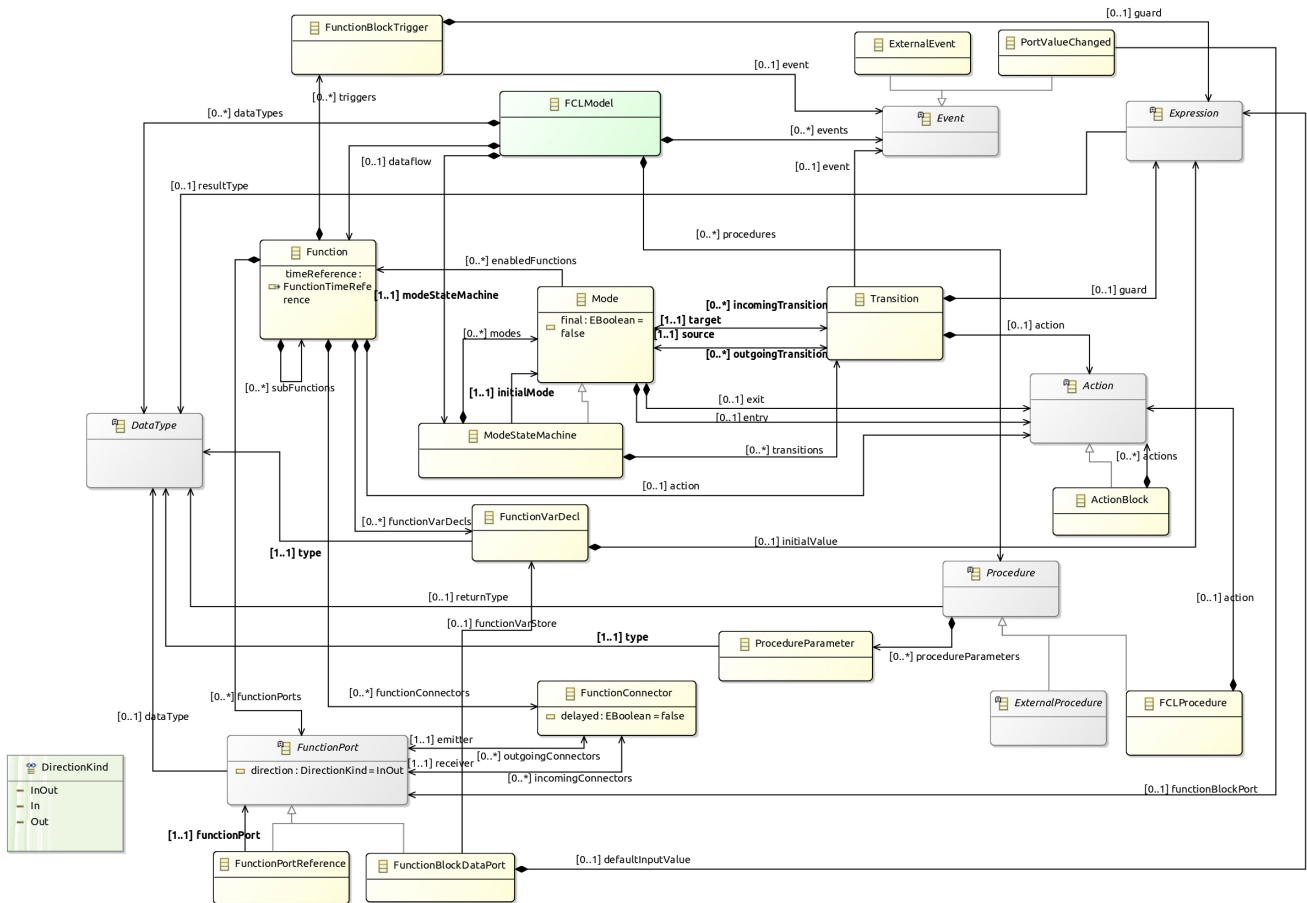 [0..1] guard
FunctionBlockTrigger
ExternalEvent
PortValueChanged
[0..1] event
[0..*] triggers
FCLModel
[0..*] dataTypes
Event
Expression
[0..*] events
[0..1] dataflow
[0..1] event
[0..1] resultType
[0..*] procedures
Function
timeReference :
FunctionTimeRefe
rence
[0..*] enabledFunctions
[1..1] modeStateMachine
Mode
final : EBoolean =
false
[0..*] incomingTransition
[1..1] target
[1..1] source
[0..*] outgoingTransition
Transition
[0..1] guard
[0..1] action
[0..*] modes
[0..*] subFunctions
[1..1] initialMode
Action
[0..1] exit
[0..1] entry
DataType
ModeStateMachine
[0..*] transitions
[0..*] actions
[0..1] action
ActionBlock
FunctionVarDecl
[0..*] functionVarDecls
[0..1] initialValue
[1..1] type
Procedure
[0..1] returnType
[0..1] action
[0..1] functionVarStore
[1..1] type
ProcedureParameter
[0..*] procedureParameters
[0..*] functionPorts
[0..*] functionConnectors
FunctionConnector
delayed : EBoolean = false
ExternalProcedure
FCLProcedure
[0..1] dataType
FunctionPort
direction : DirectionKind = InOut
[1..1] emitter
[0..*] outgoingConnectors
[1..1] receiver
[0..*] incomingConnectors
[0..1] functionBlockPort
DirectionKind
InOut
In
Out
[1..1] functionPort
FunctionPortReference
FunctionBlockDataPort
[0..1] defaultInputValue